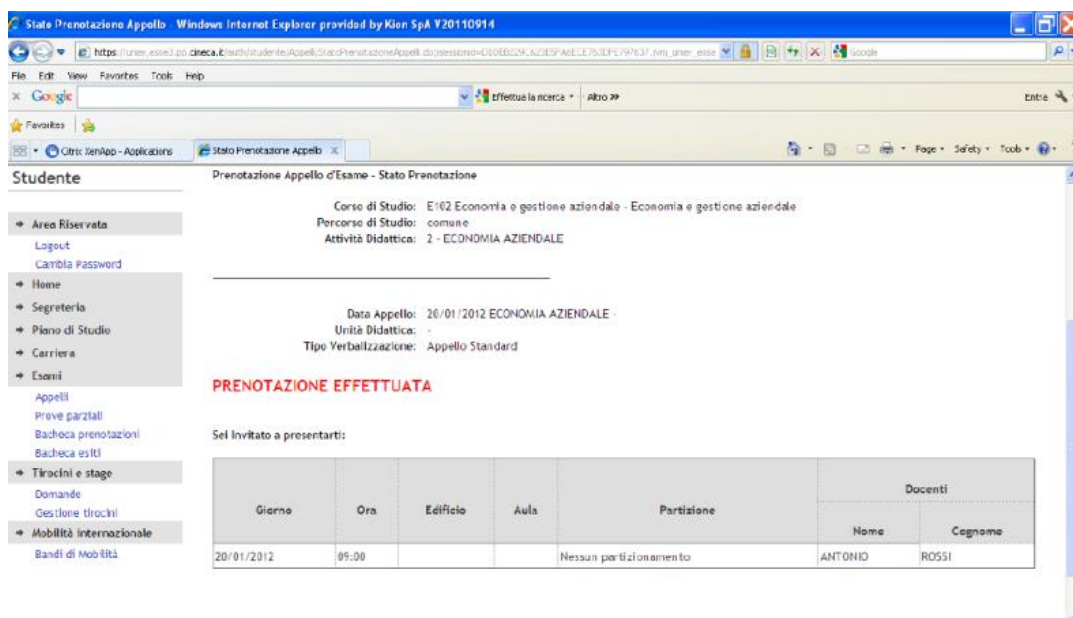 Stato Prenotazione Appello - Windows Internet Explorer provided by Kion SpA V20110914
Google
File Edit View Favorites Tools Help
x Google Effettua la ricerca Altro >> Entra
Favorites
Citrix XenApp - Applications Stato Prenotazione Appello Page Safety Tools
Studente
Prenotazione Appello d'Esame - Stato Prenotazione
Corso di Studio: E102 Economia e gestione aziendale - Economia e gestione aziendale
Area Riservata
Percorso di Studio: comune
Attività Didattica: 2 - ECONOMIA AZIENDALE
Logout
Cambia Password
Home
Segreteria
Data Appello: 20/01/2012 ECONOMIA AZIENDALE -
Piano di Studio
Unità Didattica: -
Tipo Verbalizzazione: Appello Standard
Carriera
Esami
PRENOTAZIONE EFFETTUATA
Appelli
Prove parziali
Bacheca prenotazioni
Sei invitato a presentarti:
Bacheca esiti
Tirocini e stage
Domande
Gestione tirocini
Mobilità internazionale
Bandi di Mobilità
Giorno Ora Edificio Aula Partizione Docenti
Nome Cognome
20/01/2012 09:00 Nessun partizionamento ANTONIO ROSSI